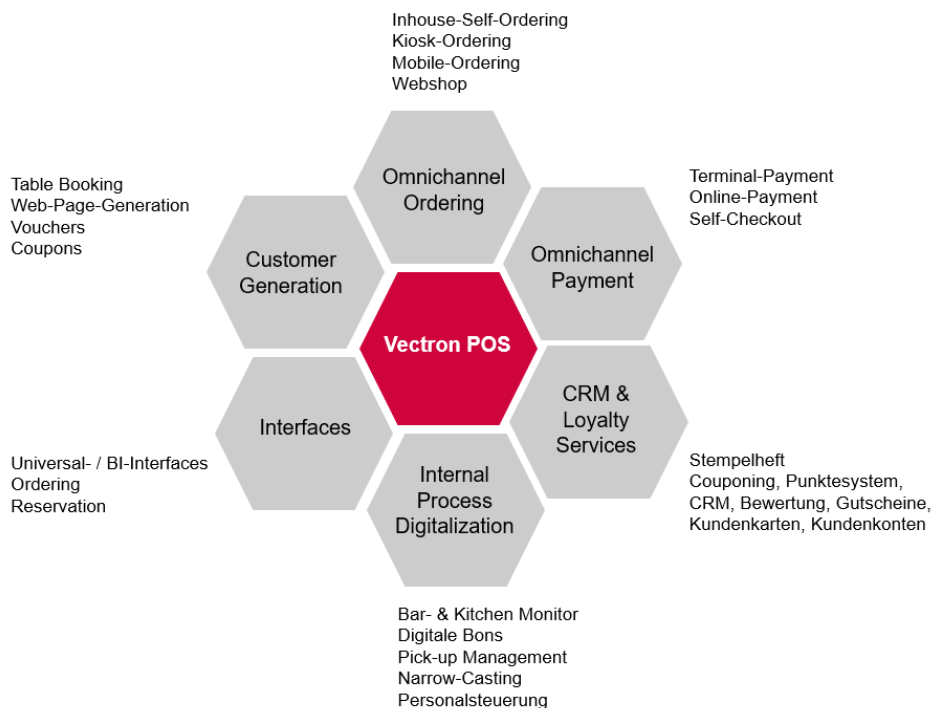 Inhouse-Self-Ordering
Kiosk-Ordering
Mobile-Ordering
Webshop
Omnichannel
Ordering
Table Booking
Web-Page-Generation
Vouchers
Coupons
Customer
Generation
Terminal-Payment
Online-Payment
Self-Checkout
Omnichannel
Payment
Vectron POS
Interfaces
Universal- / BI-Interfaces
Ordering
Reservation
CRM &
Loyalty
Services
Stempelheft
Couponing, Punktesystem,
CRM, Bewertung, Gutscheine,
Kundenkarten, Kundenkonten
Internal
Process
Digitalization
Bar- & Kitchen Monitor
Digitale Bons
Pick-up Management
Narrow-Casting
Personalsteuerung